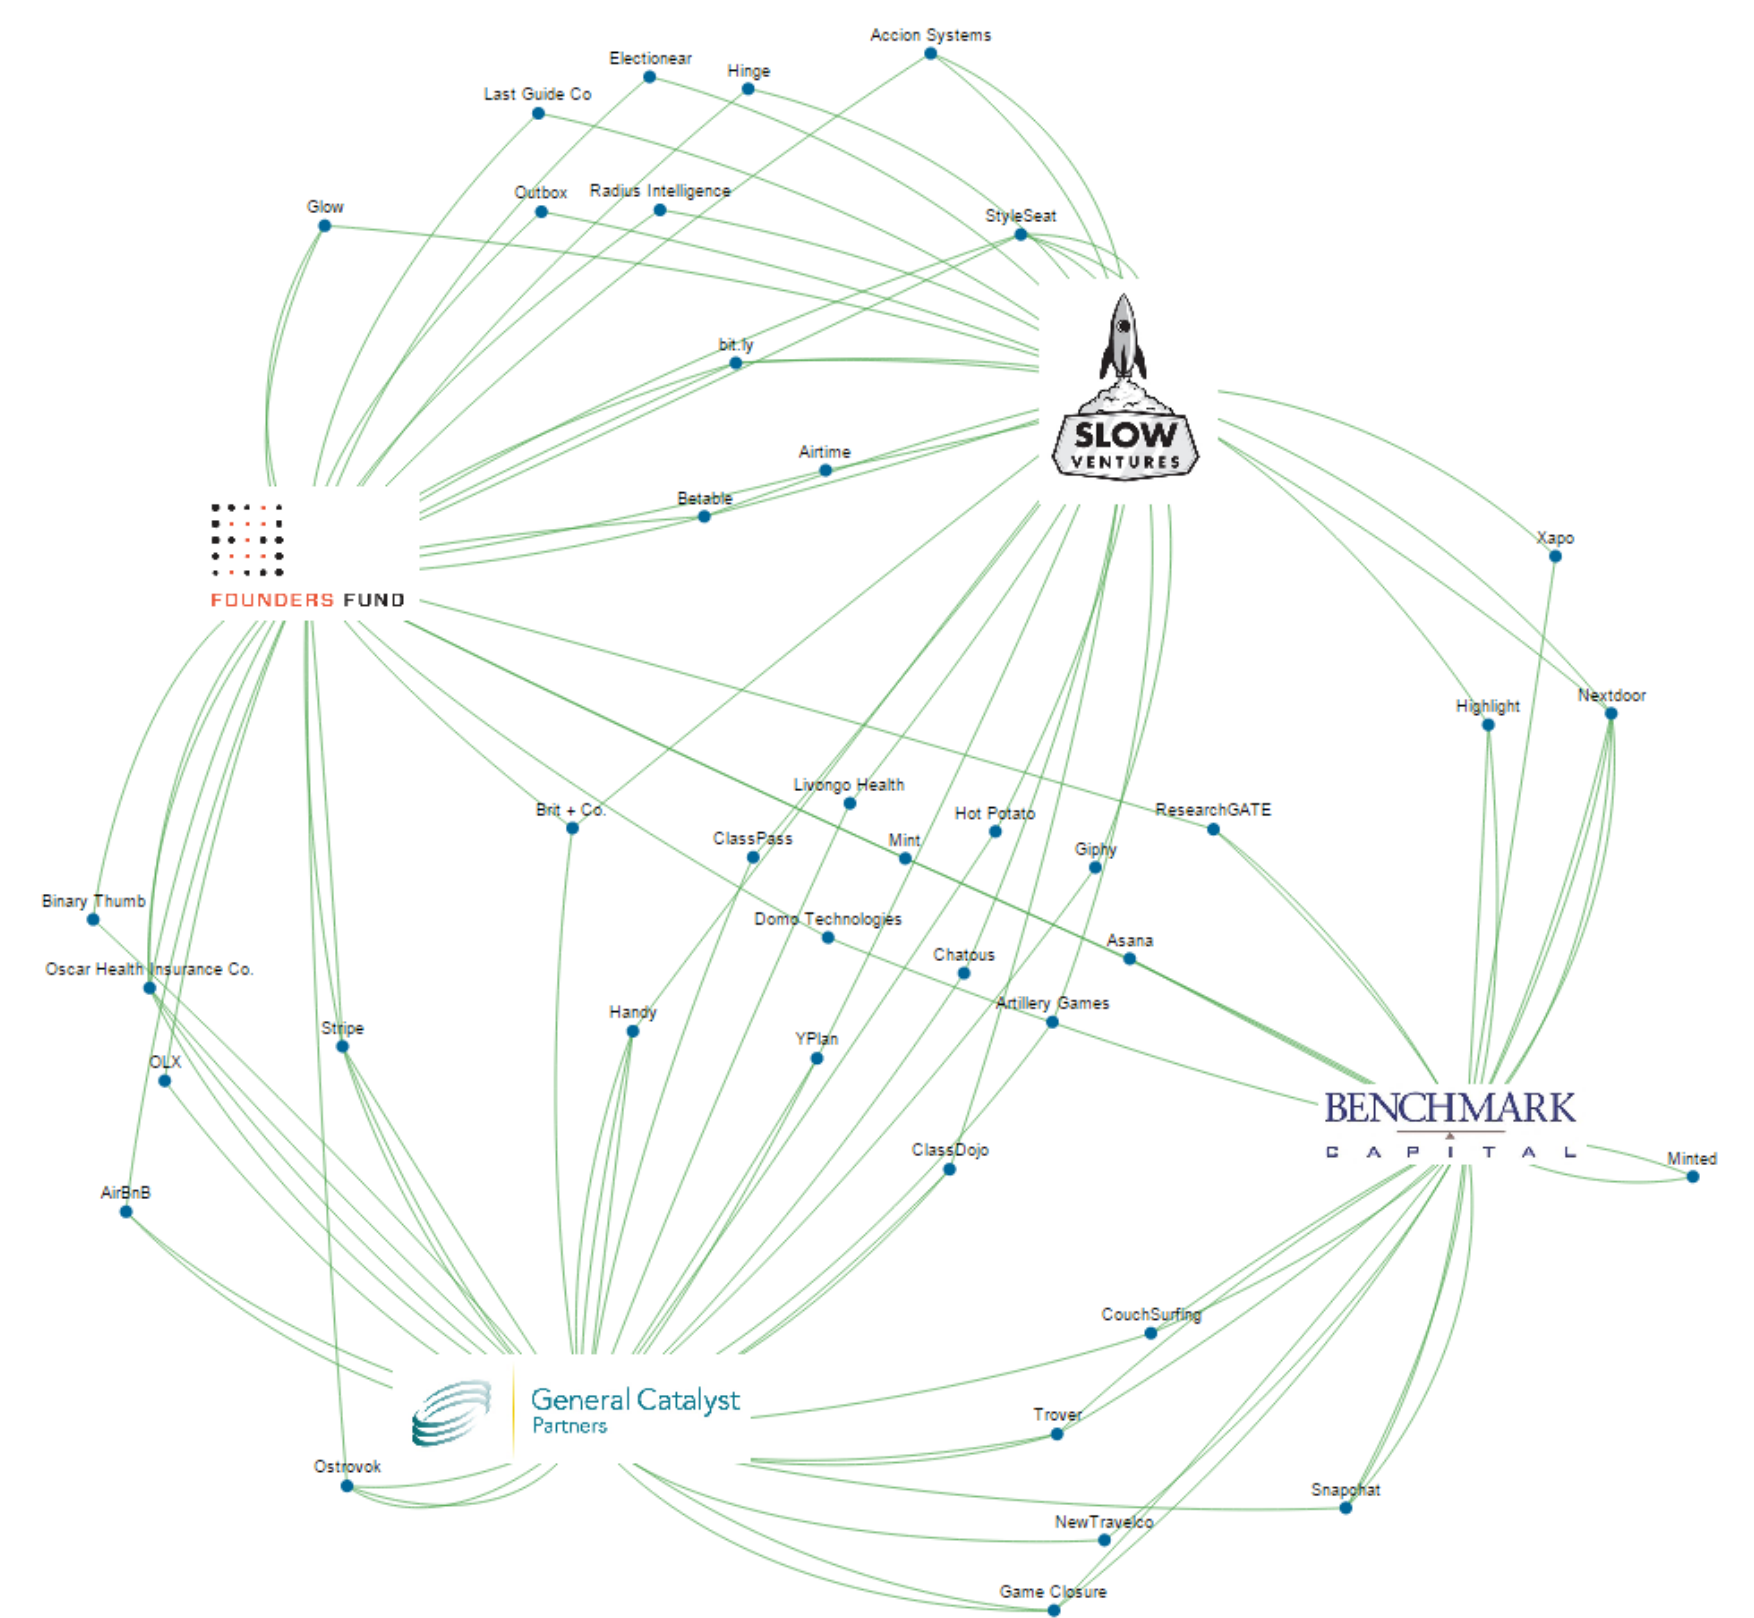 Accion Systems
Electionear
Hinge
Last Guide Co
Outbox
Radius Intelligence
Glow
StyleSeat
bit.ly
SLOW
VENTURES
Airtime
Betable
Xapo
FOUNDERS FUND
Nextdoor
Highlight
Livongo Health
Brit + Co.
Hot Potato
ResearchGATE
ClassPass
Mint
Giphy
Binary Thumb
Domo Technologies
Asana
Chatous
Oscar Health Insurance Co.
Artillery Games
Handy
Stripe
YPlan
OLX
BENCHMARK
CAPITAL
ClassDojo
Minted
AirBnB
CouchSurfing
General Catalyst
Partners
Trover
Ostrovok
Snapchat
NewTravelco
Game Closure